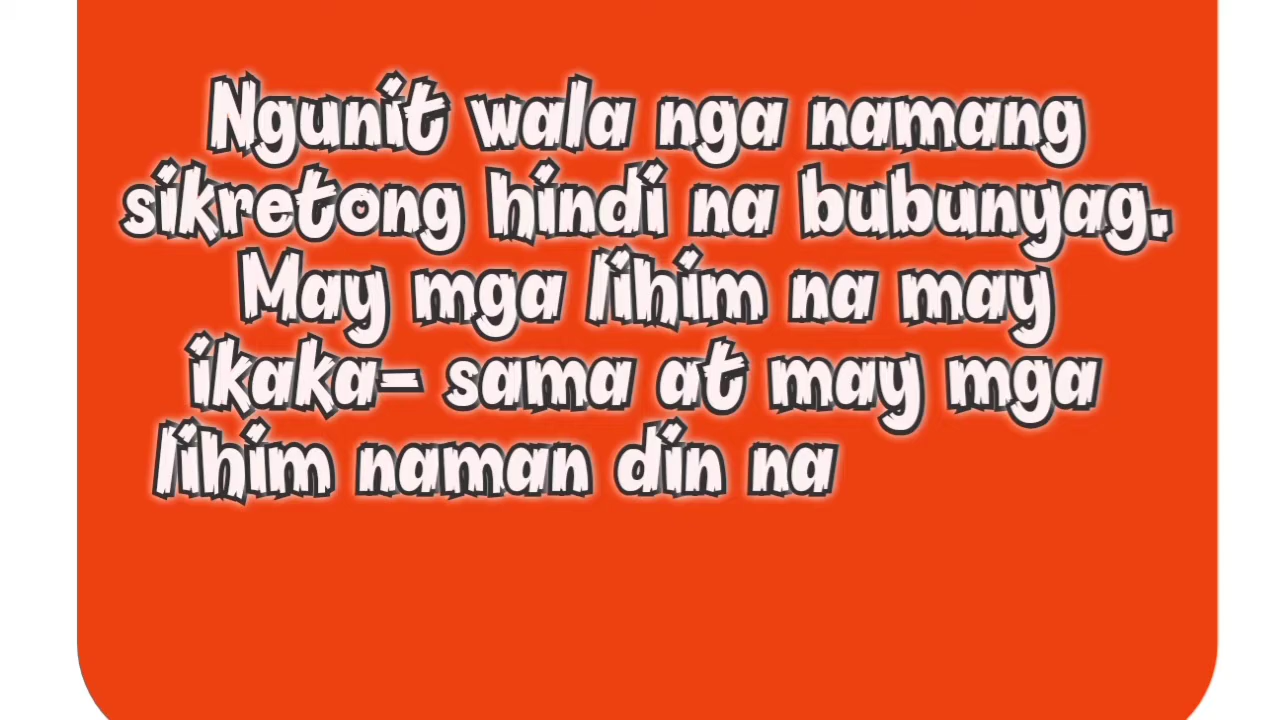 Ngunit wala nga namang
sikretong hindi na bubunyag.
May mga lihim na may
ikaka- sama at may mga
lihim naman din na